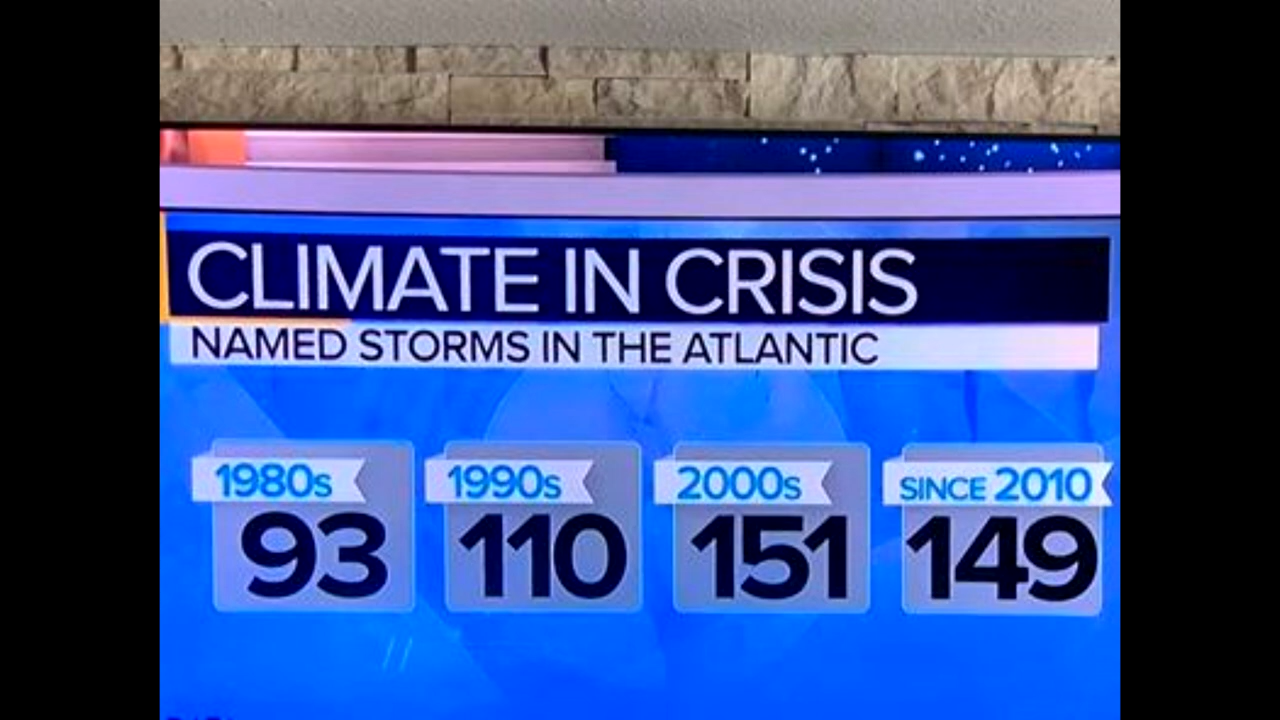 CLIMATE IN CRISIS
NAMED STORMS IN THE ATLANTIC
1980s 1990s 2000s SINCE 2010
93 110 151 149